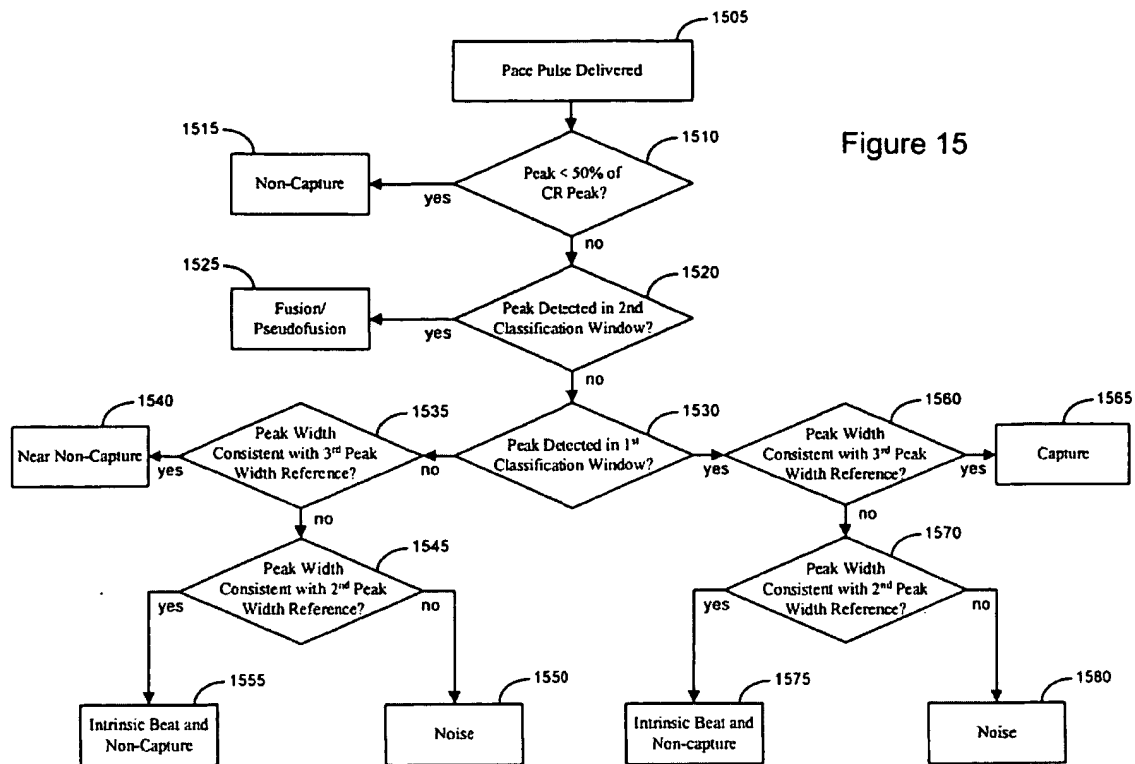 1505
Pace Pulse Delivered
Figure 15
1515
1510
Non-Capture
yes
Peak < 50% of
CR Peak?
no
1525
1520
Fusion/
Pseudofusion
yes
Peak Detected in 2nd
Classification Window?
no
1540
1535
1530
1560
1565
Near Non-Capture
yes
Peak Width
Consistent with 3rd Peak
Width Reference?
no
Peak Detected in 1st
Classification Window?
yes
Peak Width
Consistent with 3rd Peak
Width Reference?
yes
Capture
no
no
1545
1570
Peak Width
Consistent with 2nd Peak
Width Reference?
yes
no
Peak Width
Consistent with 2nd Peak
Width Reference?
yes
no
1555
1550
1575
1580
Intrinsic Beat and
Non-Capture
Noise
Intrinsic Beat and
Non-capture
Noise